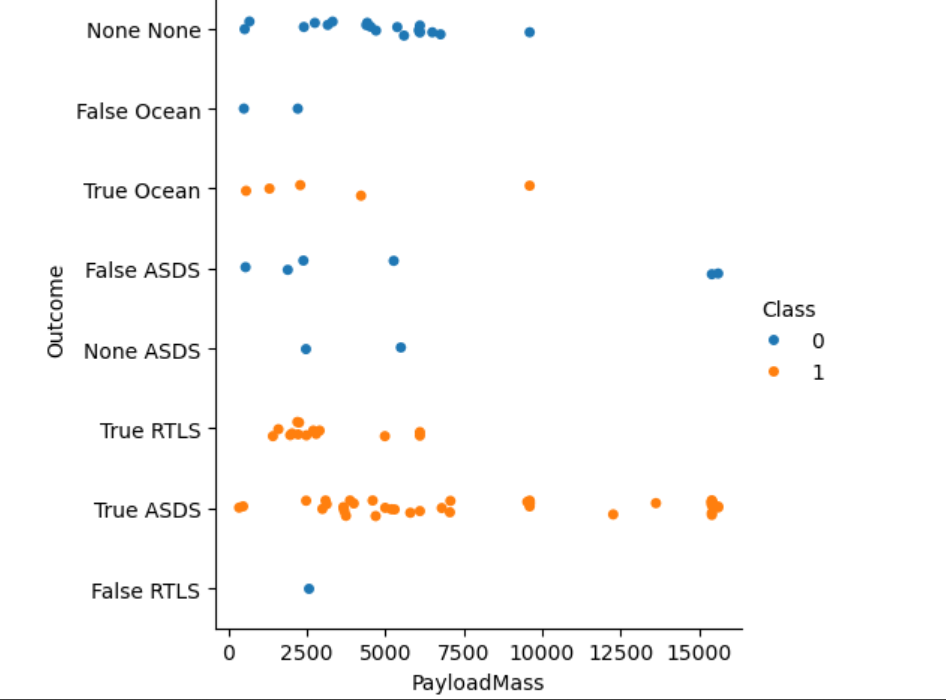 None None
False Ocean
True Ocean
False ASDS
None ASDS
True RTLS
True ASDS
False RTLS
Outcome
0 2500 5000 7500 10000 12500 15000
PayloadMass
Class
0
1